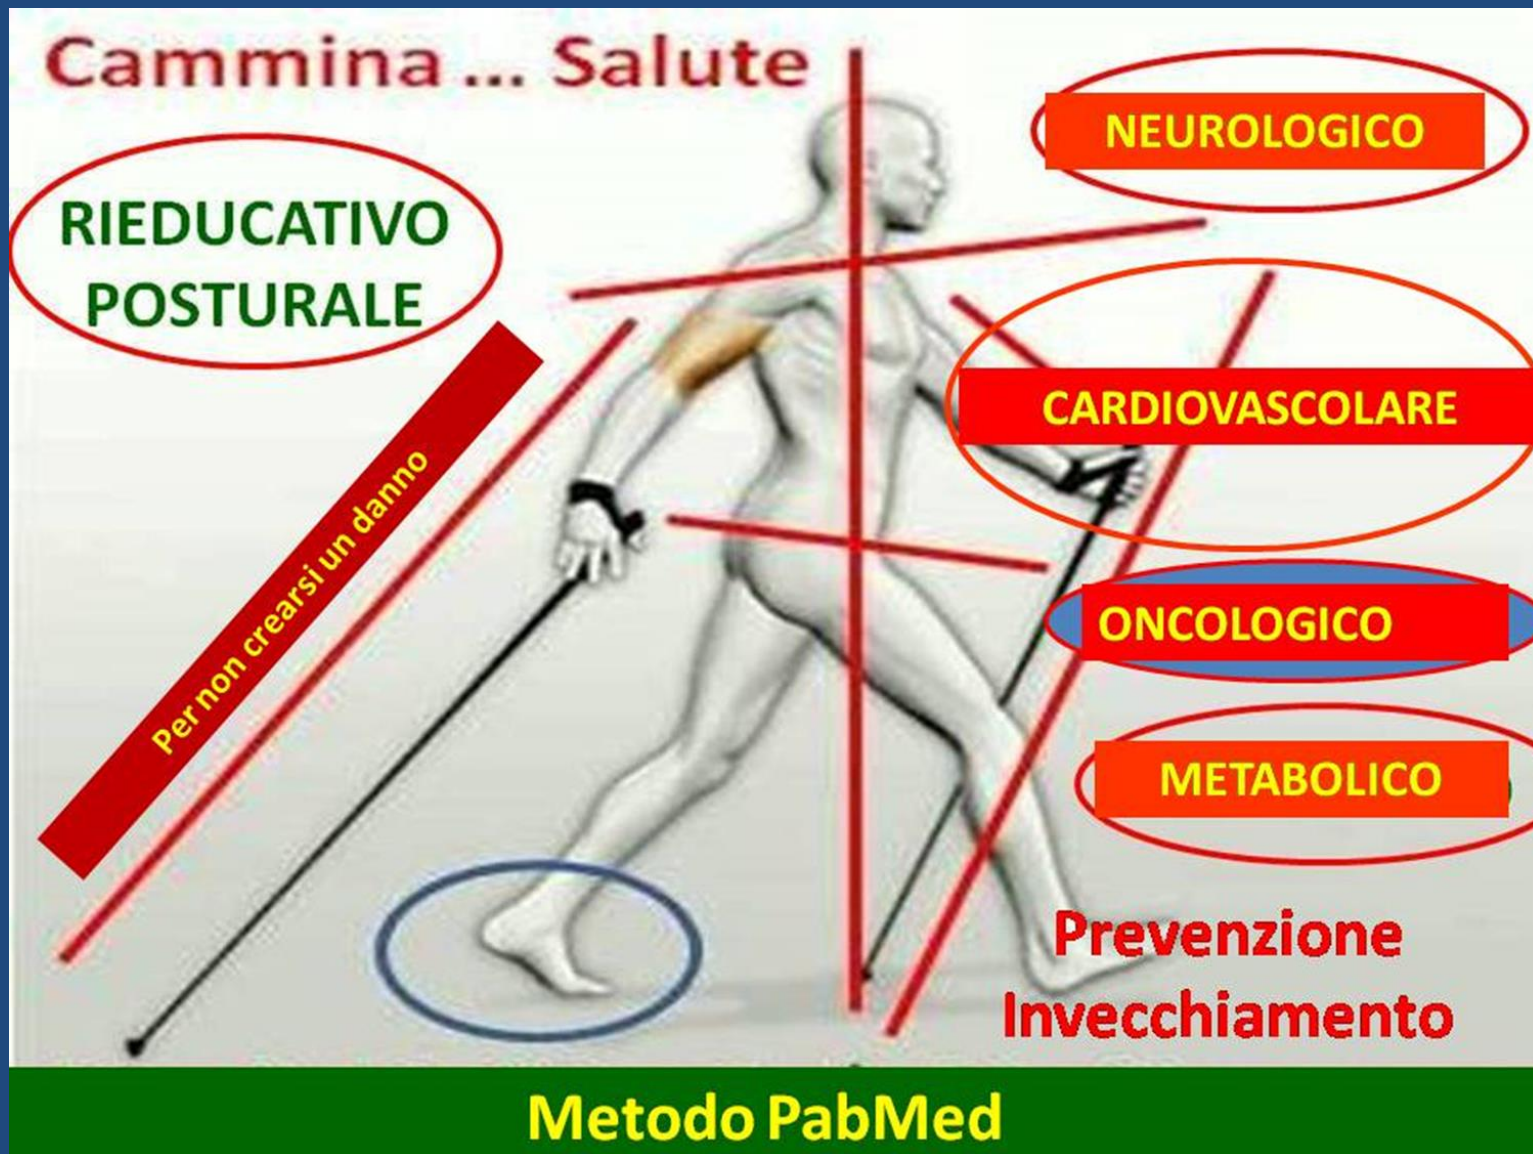 Cammina ... Salute
NEUROLOGICO
RIEDUCATIVO
POSTURALE
CARDIOVASCOLARE
Per non crearsi un danno
ONCOLOGICO
METABOLICO
Prevenzione
Invecchiamento
Metodo PabMed